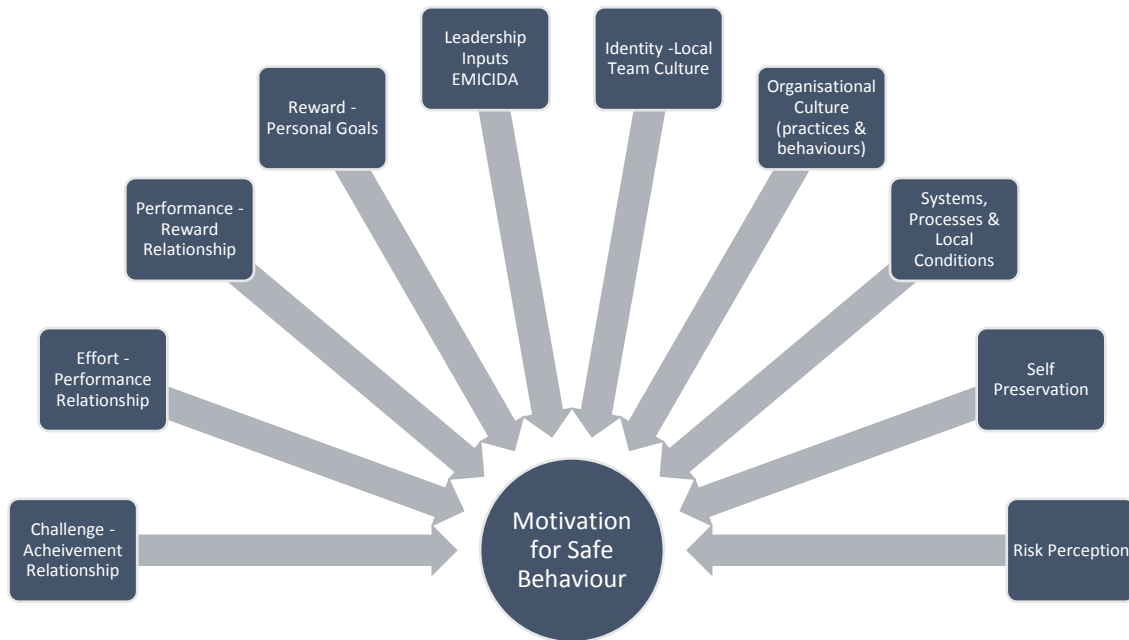 Leadership
Inputs
EMICIDA
Identity -Local
Team Culture
Reward -
Personal Goals
Organisational
Culture
(practices &
behaviours)
Performance -
Reward
Relationship
Systems,
Processes &
Local
Conditions
Effort -
Performance
Relationship
Self
Preservation
Challenge -
Acheivement
Relationship
Motivation
for Safe
Behaviour
Risk Perception